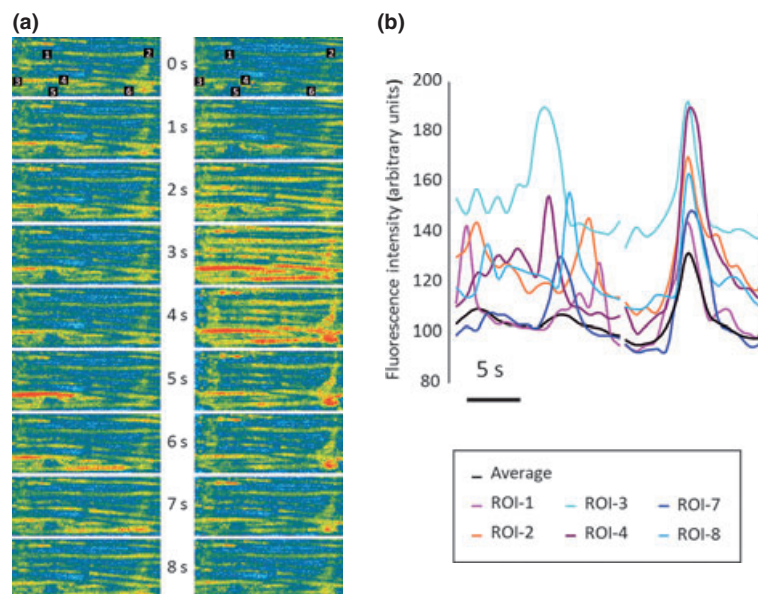 (a)
1 2 3 4 5 6
1 2 3 4 5 6
0 s
1 s
2 s
3 s
4 s
5 s
6 s
7 s
8 s
(b)
Fluorescence intensity (arbitrary units)
200
180
160
140
120
100
80
5 s
Average
ROI-1 ROI-3 ROI-7
ROI-2 ROI-4 ROI-8